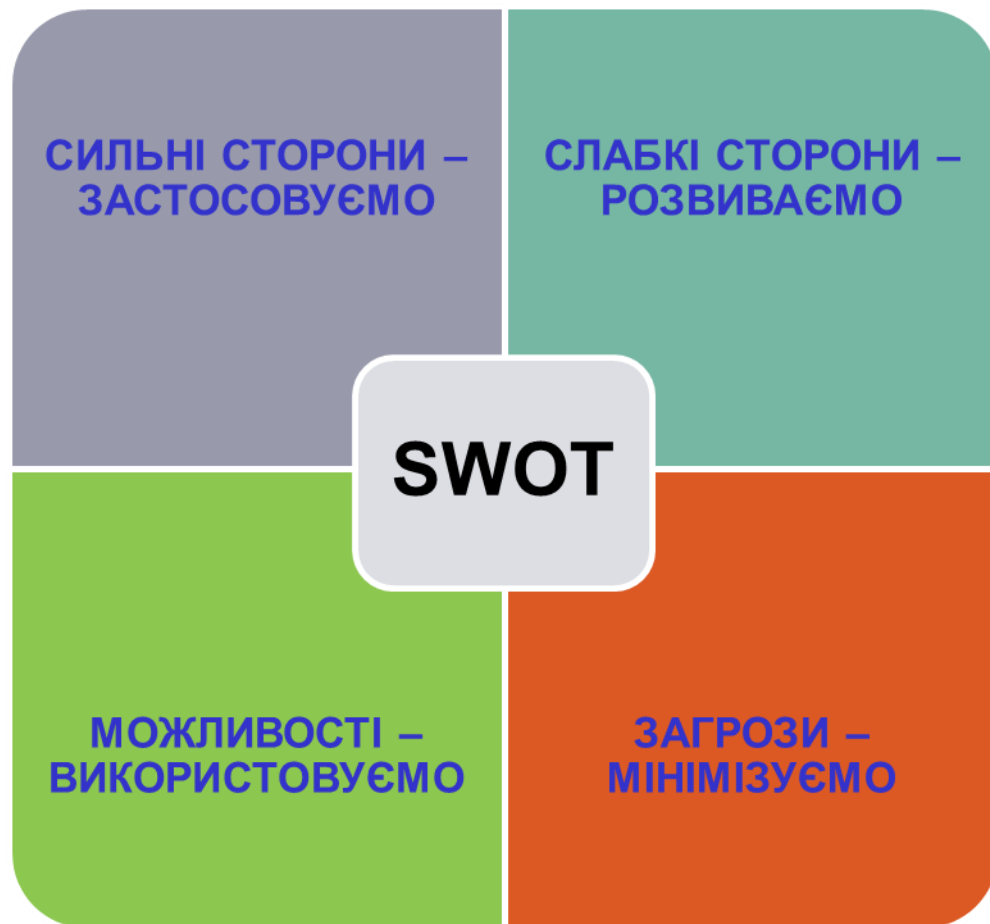 СИЛЬНІ СТОРОНИ –
ЗАСТОСОВУЄМО
СЛАБКІ СТОРОНИ –
РОЗВИВАЄМО
SWOT
МОЖЛИВОСТІ –
ВИКОРИСТОВУЄМО
ЗАГРОЗИ –
МІНІМІЗУЄМО